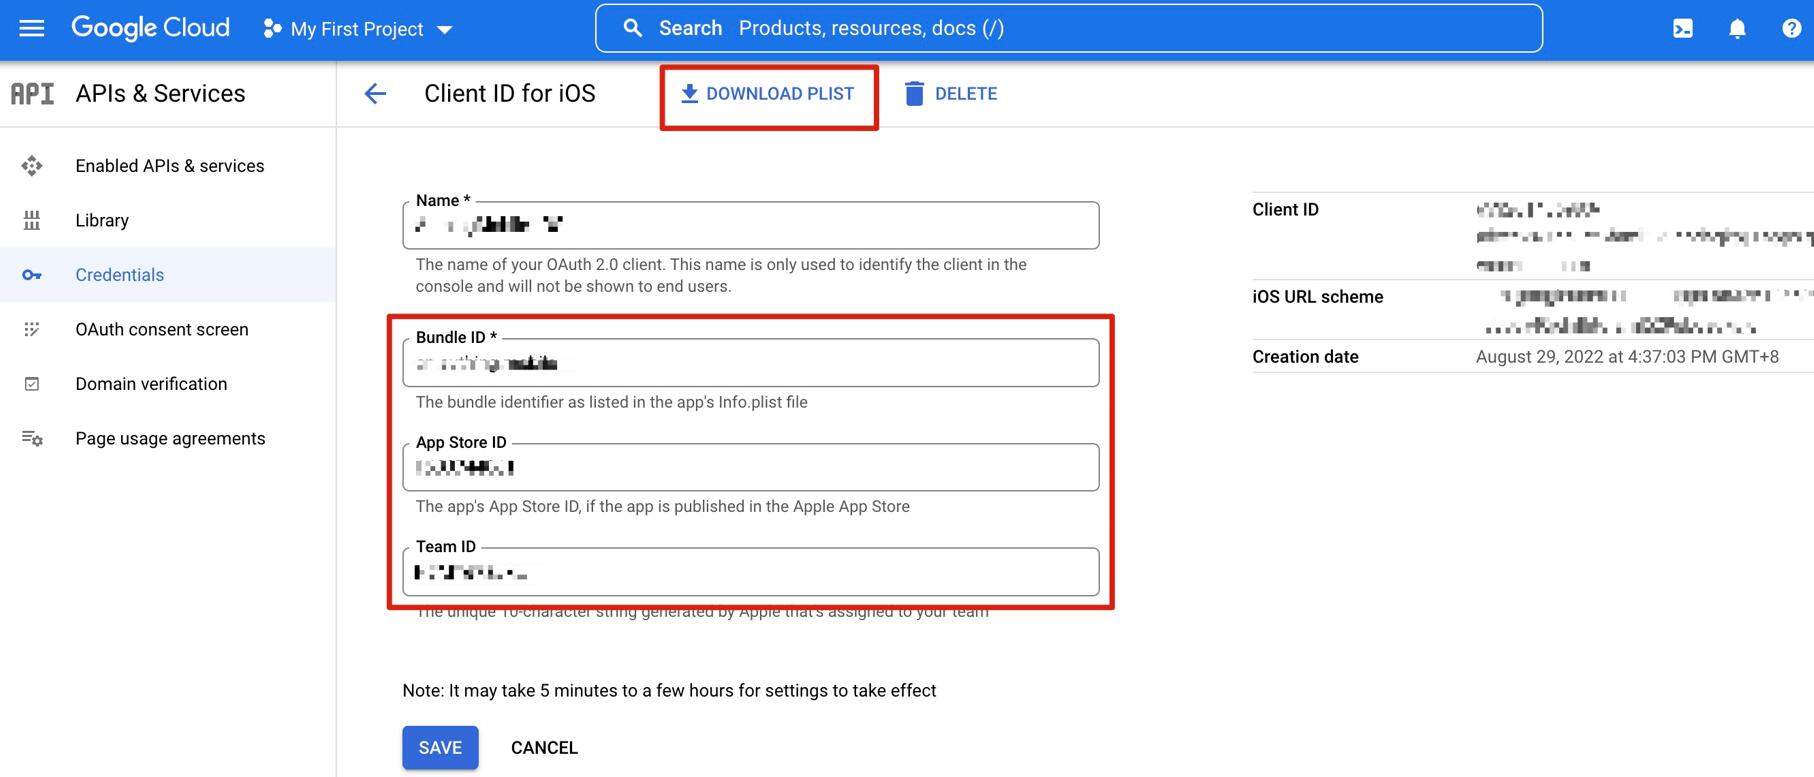 Google Cloud
My First Project
Search Products, resources, docs (/)
API
APIs & Services
Client ID for iOS
DOWNLOAD PLIST
DELETE
Enabled APIs & services
Library
Credentials
OAuth consent screen
Domain verification
Page usage agreements
Name *
The name of your OAuth 2.0 client. This name is only used to identify the client in the
console and will not be shown to end users.
Bundle ID *
The bundle identifier as listed in the app's Info.plist file
App Store ID
The app's App Store ID, if the app is published in the Apple App Store
Team ID
The unique 10-character string generated by Apple that's assigned to your team
Note: It may take 5 minutes to a few hours for settings to take effect
SAVE
CANCEL
Client ID
iOS URL scheme
Creation date August 29, 2022 at 4:37:03 PM GMT+8